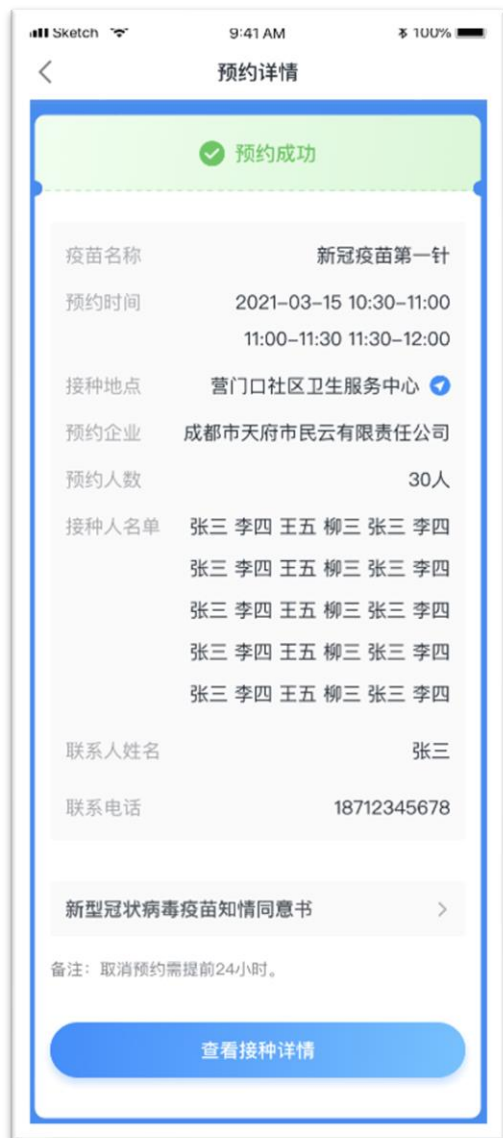 Sketch 9:41 AM 100%
预约详情
预约成功
疫苗名称 新冠疫苗第一针
预约时间 2021-03-15 10:30-11:00
11:00-11:30 11:30-12:00
接种地点 营门口社区卫生服务中心
预约企业 成都市天府市民云有限责任公司
预约人数 30人
接种人名单 张三 李四 王五 柳三 张三 李四
张三 李四 王五 柳三 张三 李四
张三 李四 王五 柳三 张三 李四
张三 李四 王五 柳三 张三 李四
张三 李四 王五 柳三 张三 李四
联系人姓名 张三
联系电话 18712345678
新型冠状病毒疫苗知情同意书
备注：取消预约需提前24小时。
查看接种详情